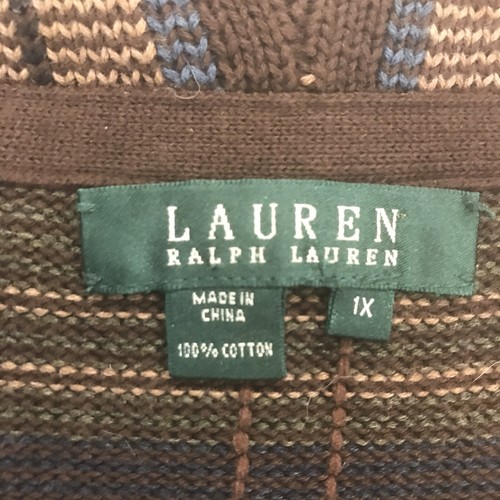 LAUREN
RALPH LAUREN
MADE IN
CHINA
100% COTTON
1X